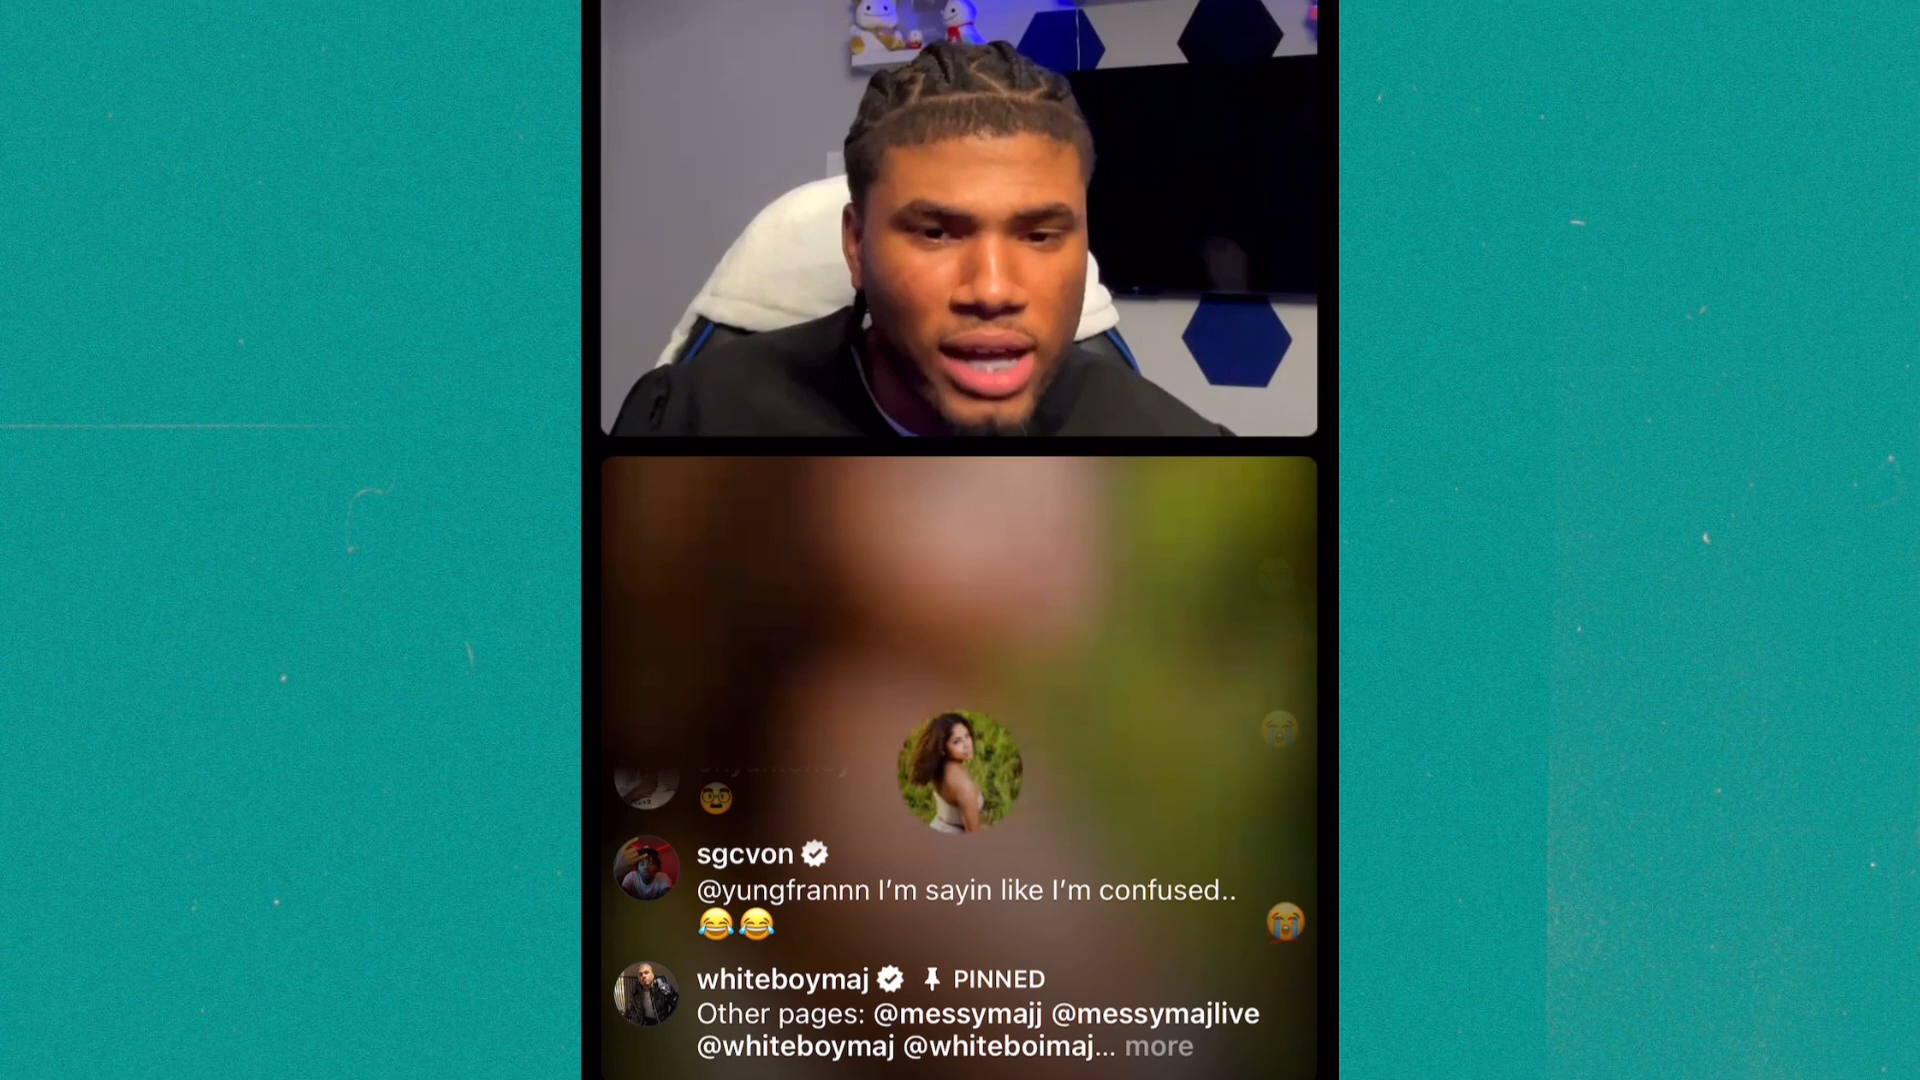 sgcvon
@yungfrannn I’m sayin like I’m confused..
😂😂
whiteboymaj PINNED
Other pages: @messymajj @messymajlive
@whiteboymaj @whiteboimaj... more